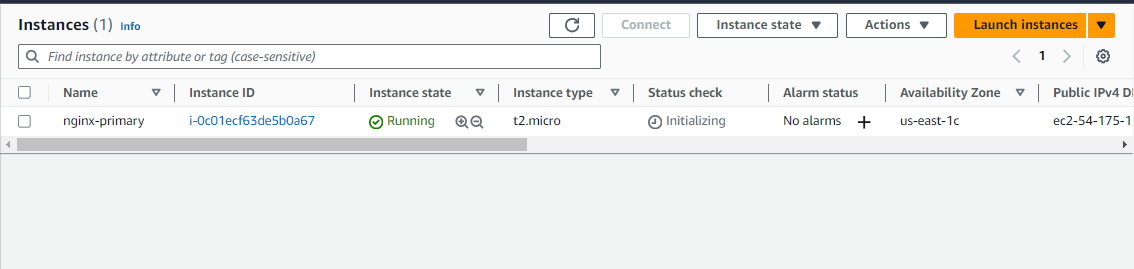 Instances (1) Info Connect Instance state Actions Launch instances
Find instance by attribute or tag (case-sensitive) 1
Name Instance ID Instance state Instance type Status check Alarm status Availability Zone Public IPv4 D
nginx-primary i-0c01ecf63de5b0a67 Running t2.micro Initializing No alarms + us-east-1c ec2-54-175-1